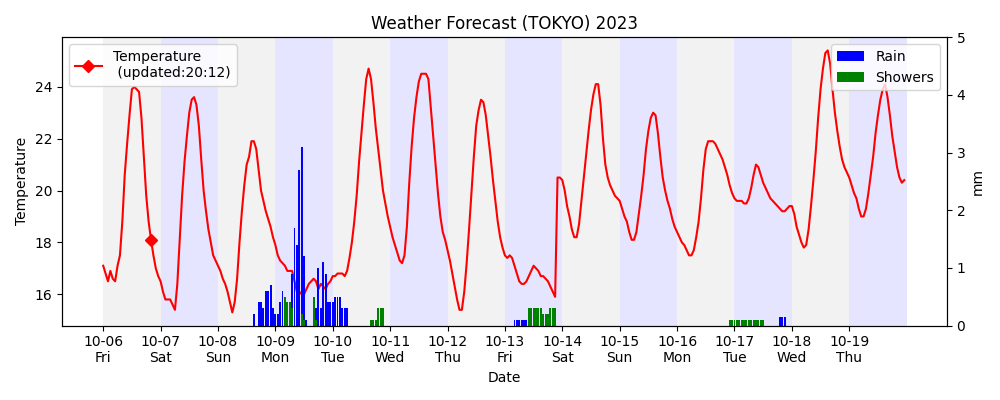 Weather Forecast (TOKYO) 2023
Temperature
(updated:20:12)
Rain
Showers
Temperature
24
22
20
18
16
5
4
3
2
1
0
mm
10-06 10-07 10-08 10-09 10-10 10-11 10-12 10-13 10-14 10-15 10-16 10-17 10-18 10-19
Fri Sat Sun Mon Tue Wed Thu Fri Sat Sun Mon Tue Wed Thu
Date